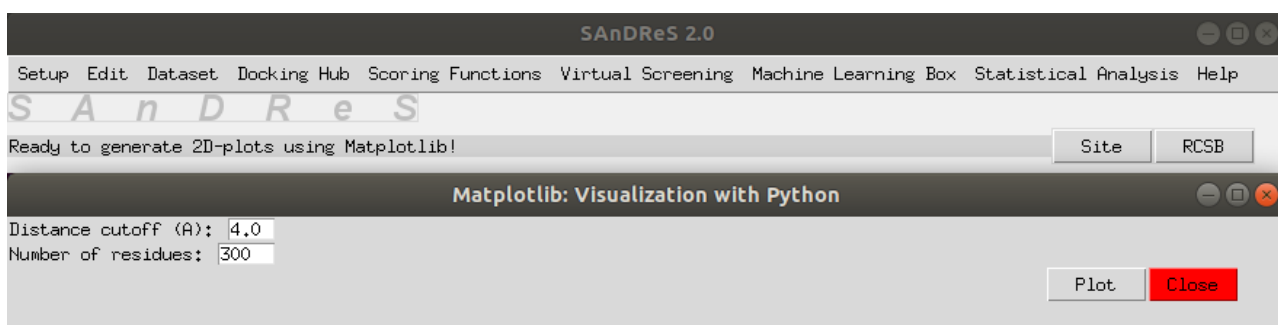 SAnDReS 2.0
Setup Edit Dataset Docking Hub Scoring Functions Virtual Screening Machine Learning Box Statistical Analysis Help
S A n D R e S
Ready to generate 2D-plots using Matplotlib! Site RCSB
Matplotlib: Visualization with Python
Distance cutoff (A): 4.0
Number of residues: 300
Plot Close